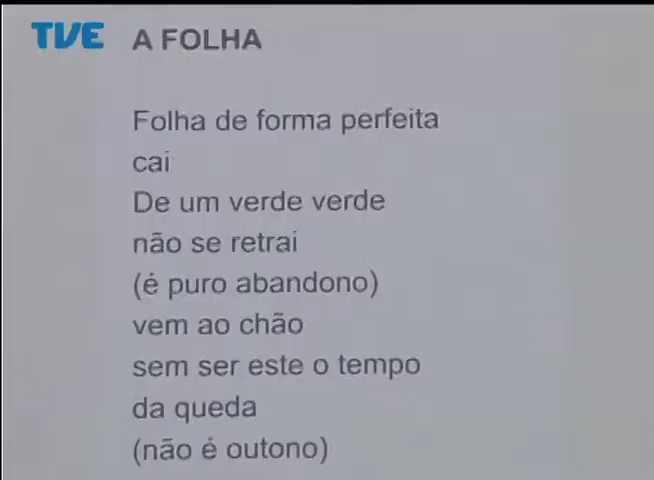 TVE
A FOLHA
Folha de forma perfeita
cai
De um verde verde
não se retrai
(é puro abandono)
vem ao chão
sem ser este o tempo
da queda
(não é outono)